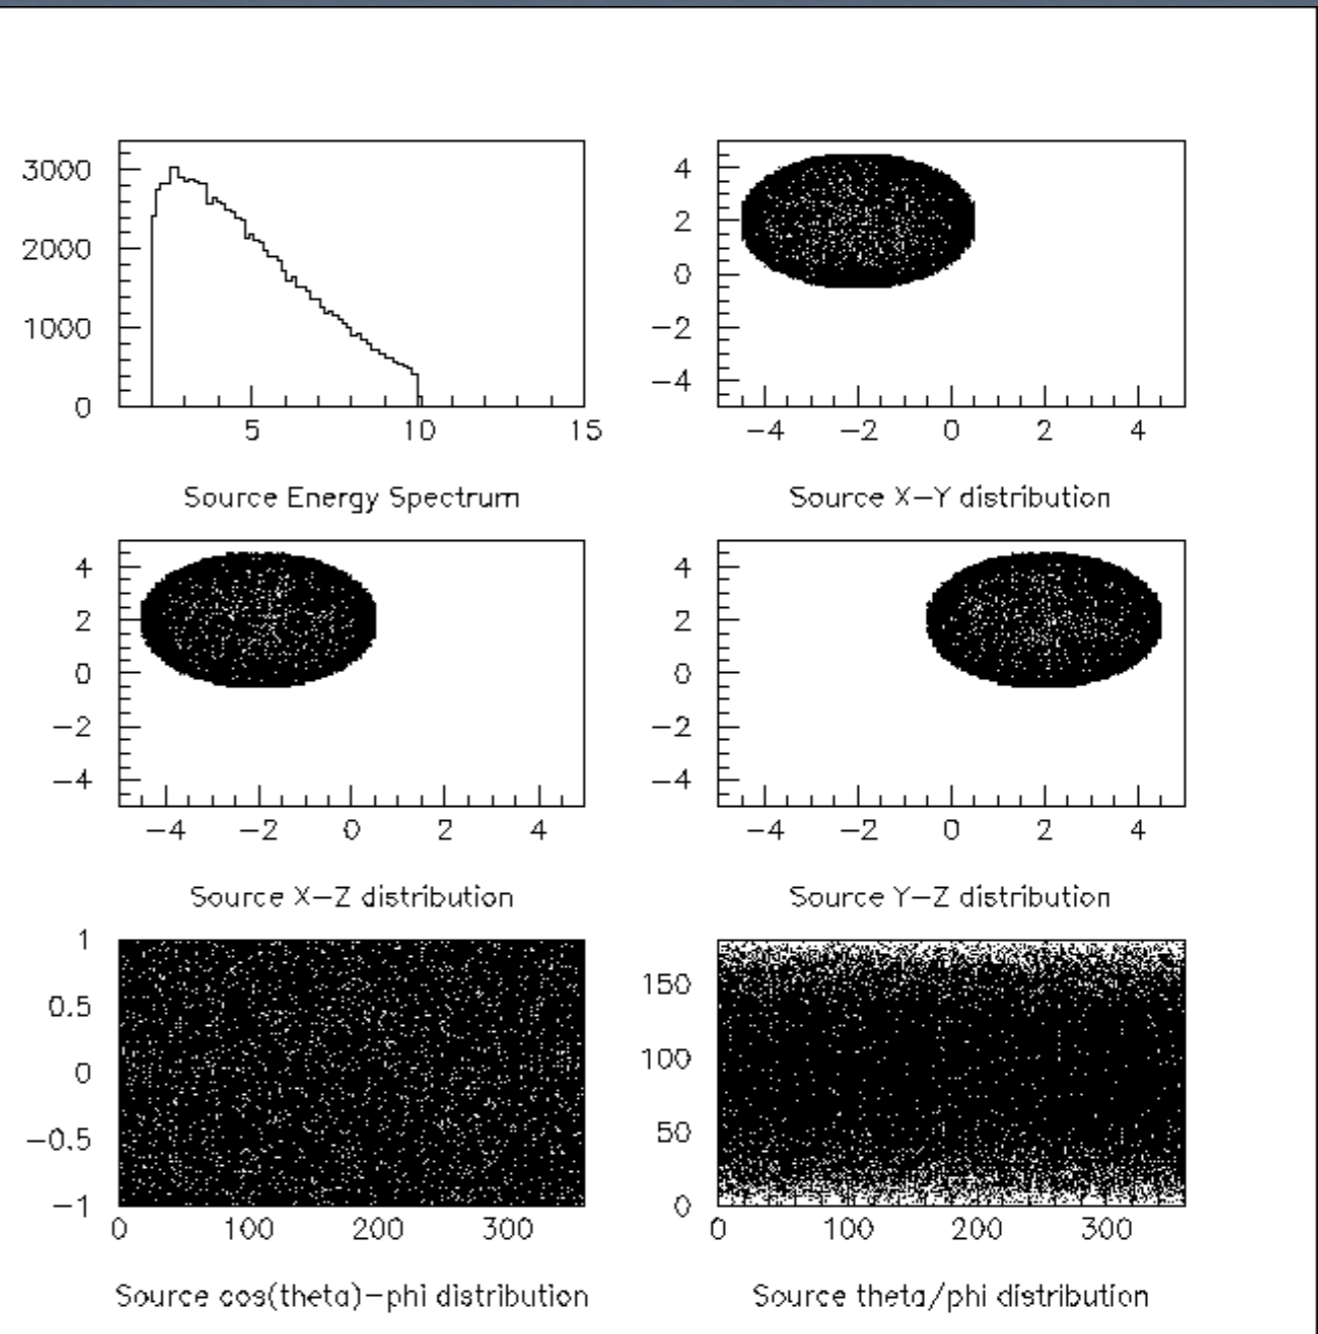 3000
2000
1000
0
5 10 15
Source Energy Spectrum
4
2
0
−2
−4
−4 −2 0 2 4
Source X−Y distribution
4
2
0
−2
−4
−4 −2 0 2 4
Source X−Z distribution
4
2
0
−2
−4
−4 −2 0 2 4
Source Y−Z distribution
1
0.5
0
−0.5
−1
0 100 200 300
Source cos(theta)−phi distribution
150
100
50
0
0 100 200 300
Source theta/phi distribution